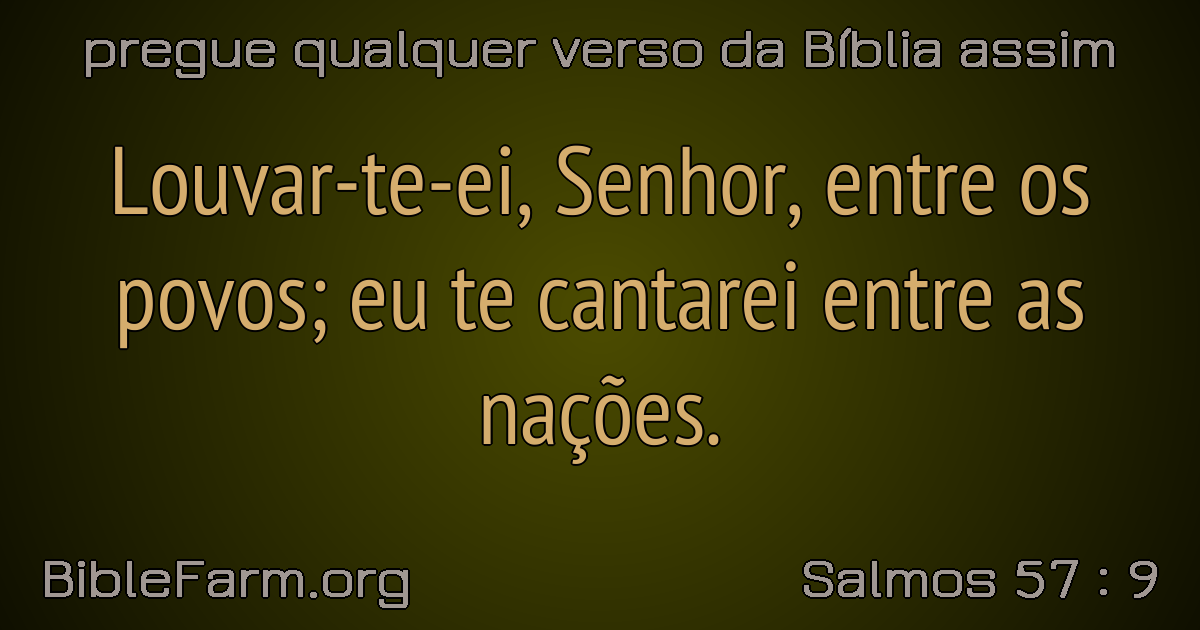 pregue qualquer verso da Bíblia assim
Louvar-te-ei, Senhor, entre os
povos; eu te cantarei entre as
nações.
BibleFarm.org
Salmos 57 : 9